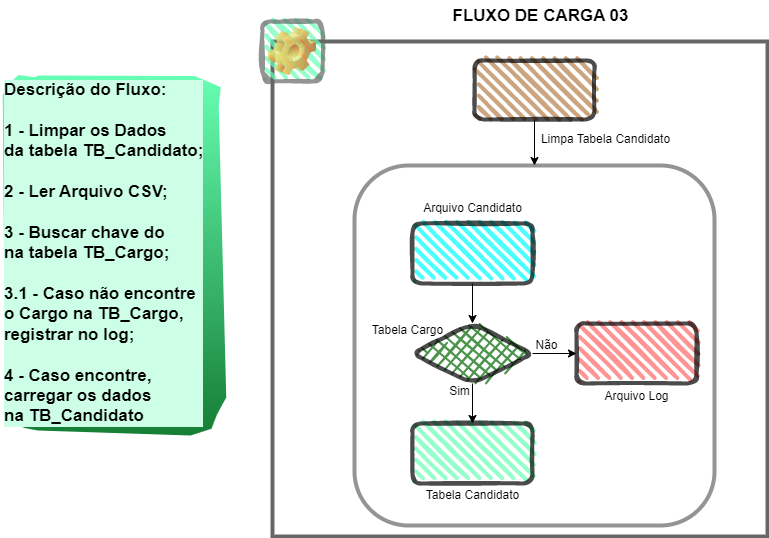 FLUXO DE CARGA 03
Descrição do Fluxo:
1 - Limpar os Dados
da tabela TB_Candidato;
2 - Ler Arquivo CSV;
3 - Buscar chave do
na tabela TB_Cargo;
3.1 - Caso não encontre
o Cargo na TB_Cargo,
registrar no log;
4 - Caso encontre,
carregar os dados
na TB_Candidato
Limpa Tabela Candidato
Arquivo Candidato
Tabela Cargo
Não
Sim
Arquivo Log
Tabela Candidato